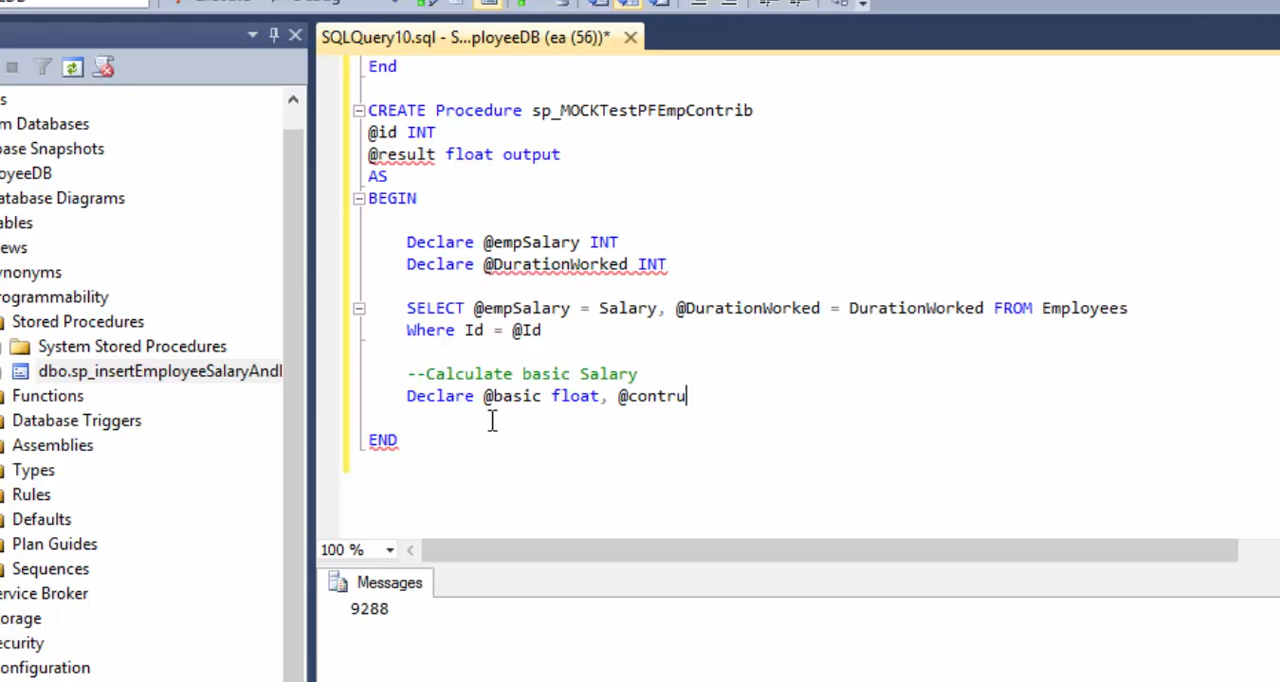 SQLQuery10.sql - S...ployeeDB (ea (56))*
s
m Databases
base Snapshots
oyeeDB
atabase Diagrams
ables
ews
ynonyms
rogrammability
Stored Procedures
System Stored Procedures
dbo.sp_insertEmployeeSalaryAndI
Functions
Database Triggers
Assemblies
Types
Rules
Defaults
Plan Guides
Sequences
ervice Broker
orage
ecurity
onfiguration
End
CREATE Procedure sp_MOCKTestPFEmpContrib
@id INT
@result float output
AS
BEGIN
Declare @empSalary INT
Declare @DurationWorked INT
SELECT @empSalary = Salary, @DurationWorked = DurationWorked FROM Employees
Where Id = @Id
--Calculate basic Salary
Declare @basic float, @contru
END
100 %
Messages
9288